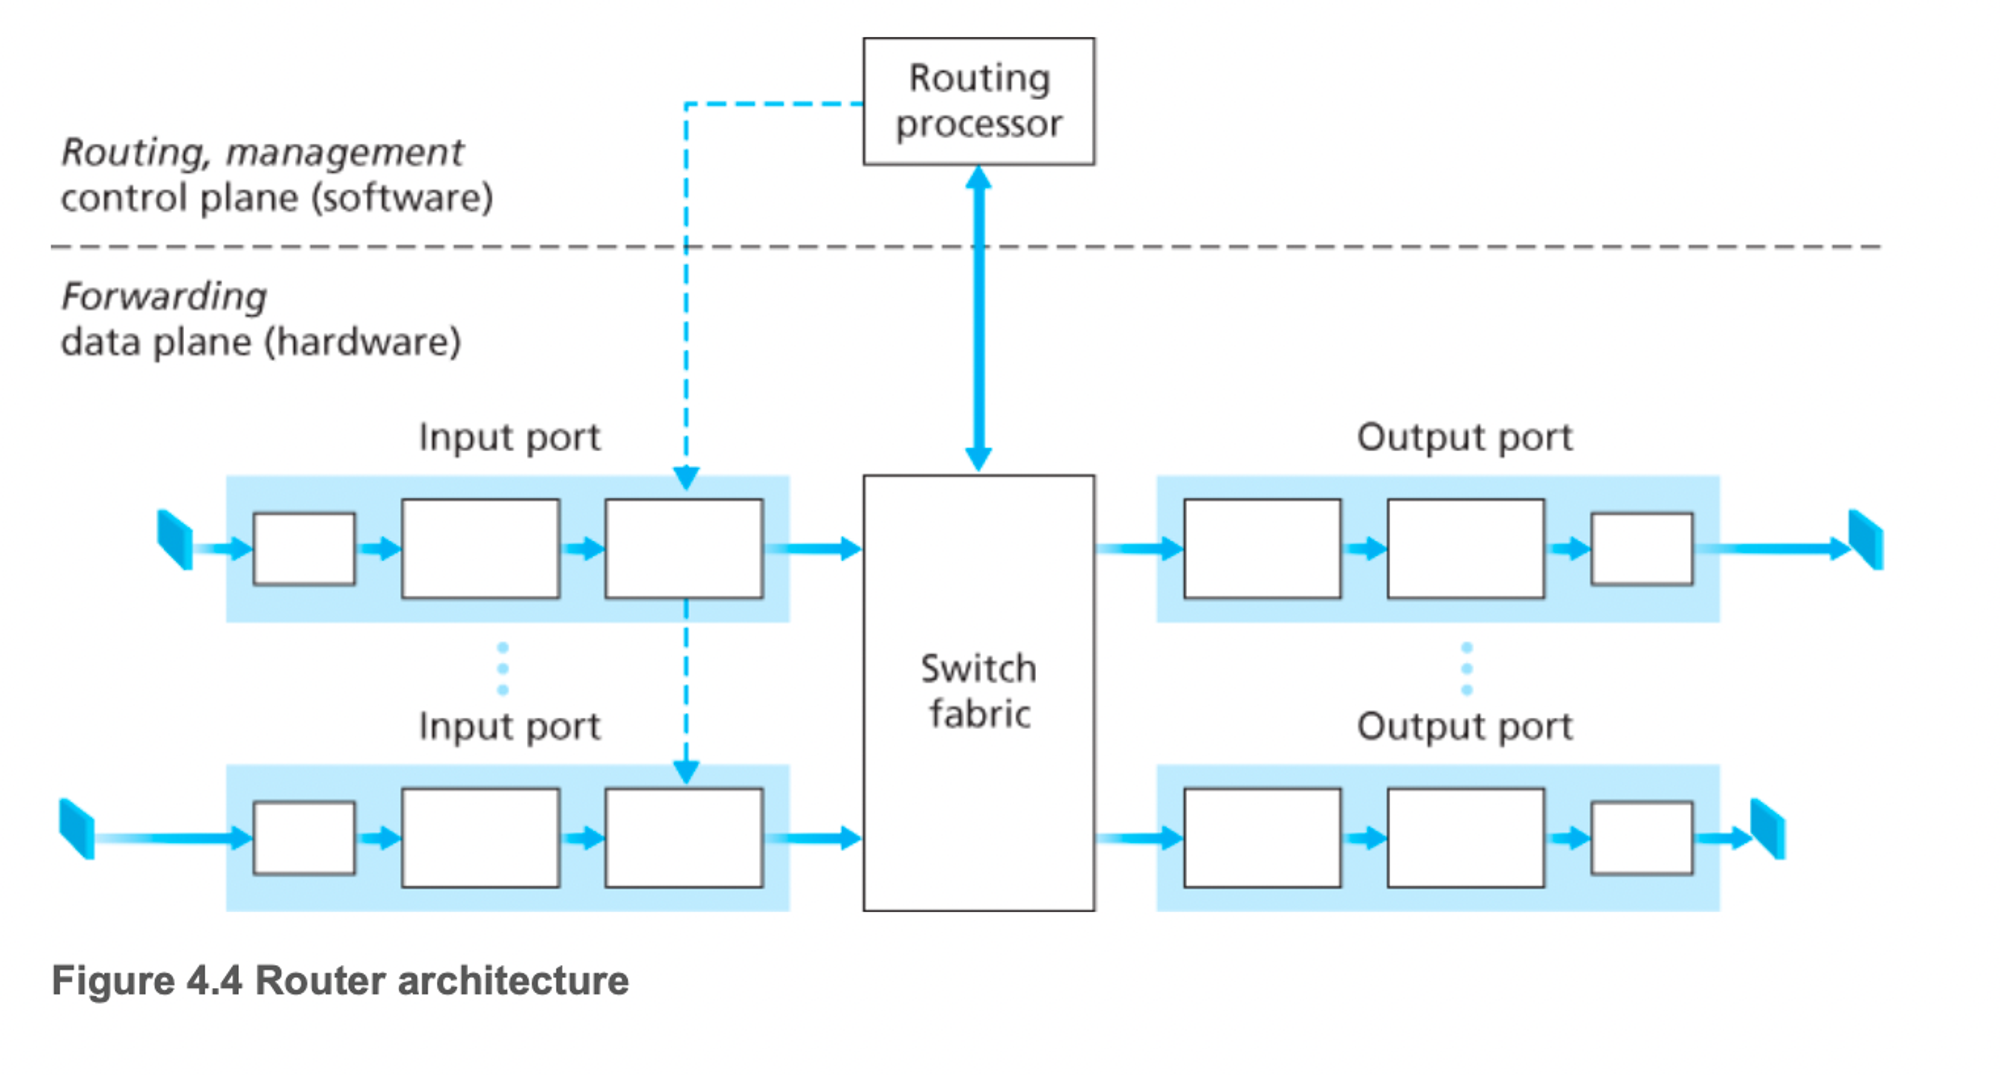 Routing
processor
Routing, management
control plane (software)
Forwarding
data plane (hardware)
Input port
Output port
Switch
fabric
Input port
Output port
Figure 4.4 Router architecture